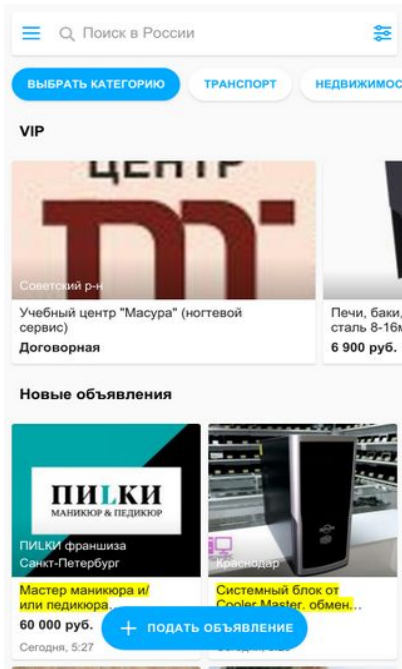 Поиск в России
ВЫБРАТЬ КАТЕГОРИЮ
ТРАНСПОРТ
НЕДВИЖИМОС
VIP
ЦЕНТР
Советский р-н
Учебный центр "Масура" (ногтевой
сервис)
Договорная
Печи, баки,
сталь 8-16м
6 900 руб.
Новые объявления
ПИLКИ
МАНИКЮР & ПЕДИКЮР
ПИLКИ франшиза
Санкт-Петербург
Мастер маникюра и/
или педикюра...
60 000 руб.
Сегодня, 5:27
Краснодар
Системный блок от
Cooler Master. обмен...
ПОДАТЬ ОБЪЯВЛЕНИЕ